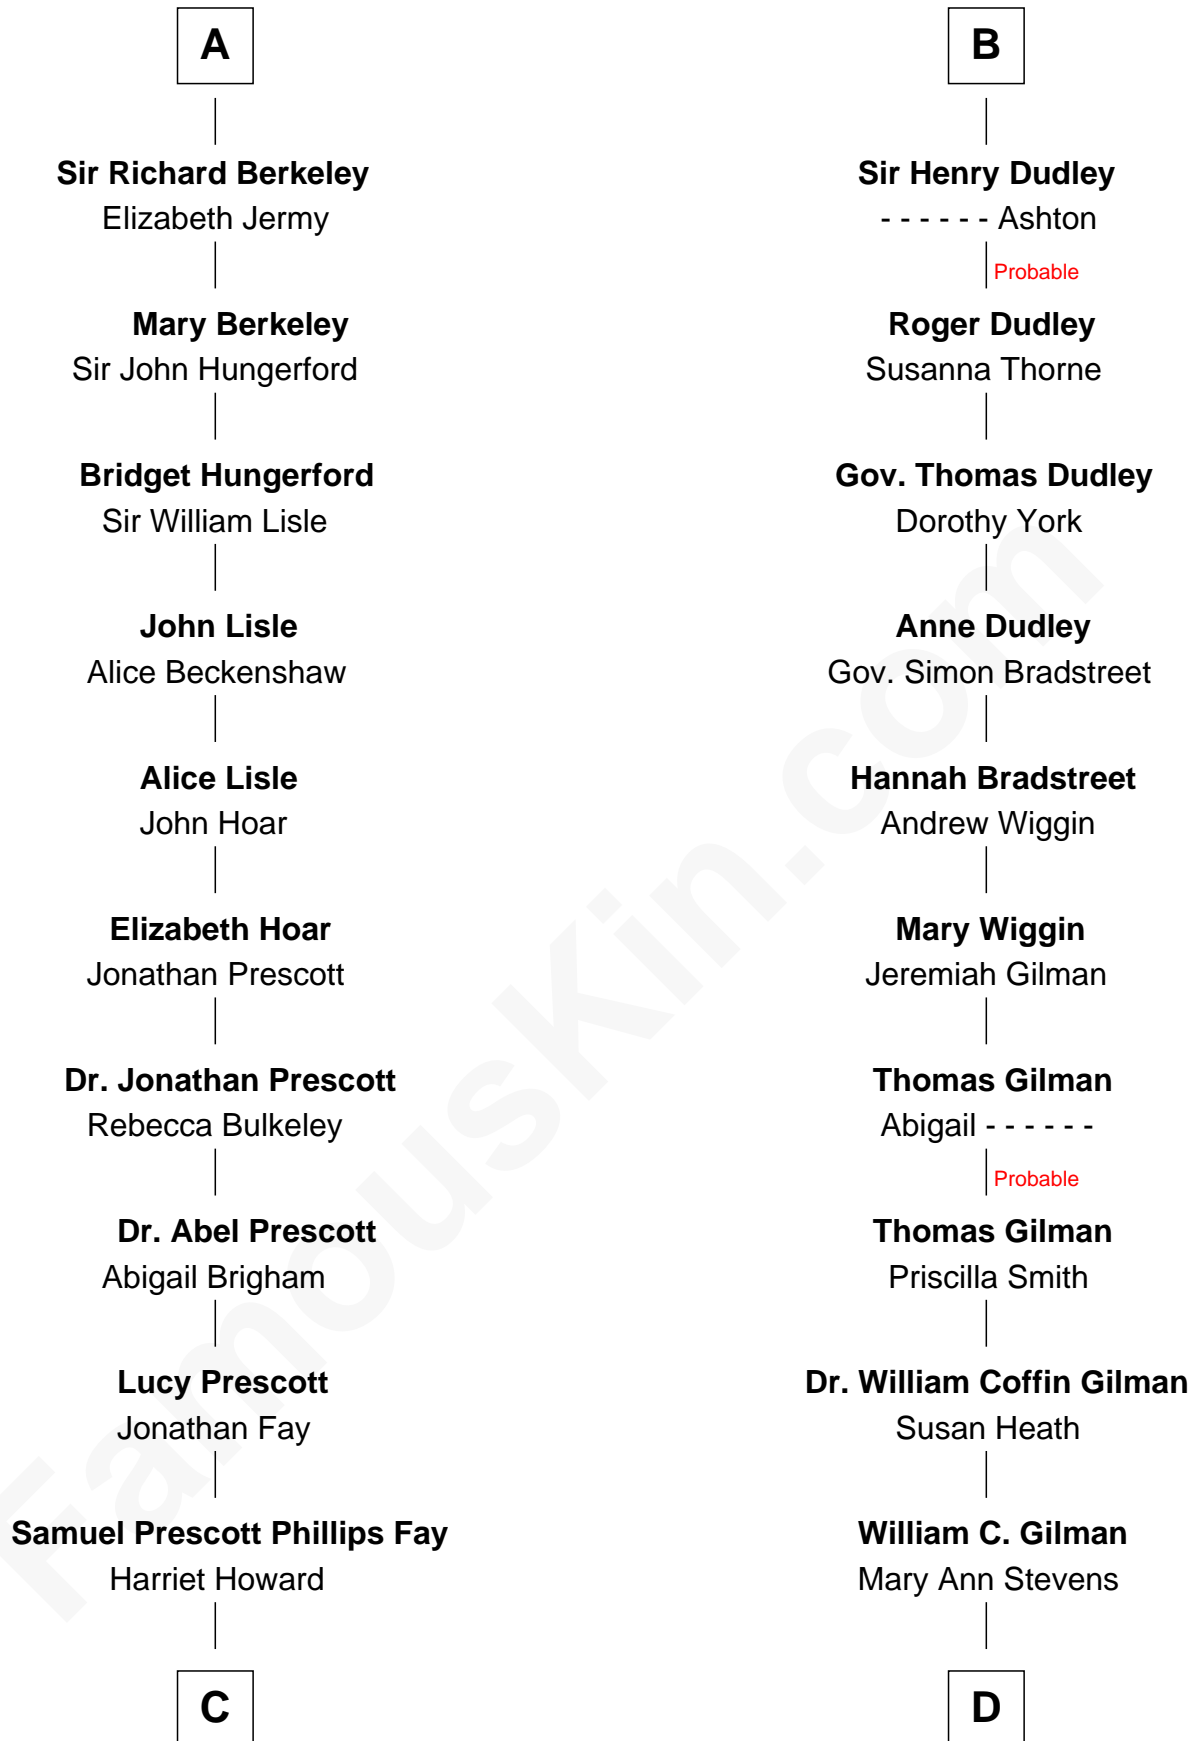 A
Sir Richard Berkeley
Elizabeth Jermy
Mary Berkeley
Sir John Hungerford
Bridget Hungerford
Sir William Lisle
John Lisle
Alice Beckenshaw
Alice Lisle
John Hoar
Elizabeth Hoar
Jonathan Prescott
Dr. Jonathan Prescott
Rebecca Bulkeley
Dr. Abel Prescott
Abigail Brigham
Lucy Prescott
Jonathan Fay
Samuel Prescott Phillips Fay
Harriet Howard
C
B
Sir Henry Dudley
- - - - - - Ashton
Probable
Roger Dudley
Susanna Thorne
Gov. Thomas Dudley
Dorothy York
Anne Dudley
Gov. Simon Bradstreet
Hannah Bradstreet
Andrew Wiggin
Mary Wiggin
Jeremiah Gilman
Thomas Gilman
Abigail - - - - - -
Probable
Thomas Gilman
Priscilla Smith
Dr. William Coffin Gilman
Susan Heath
William C. Gilman
Mary Ann Stevens
D
FamousKin.com